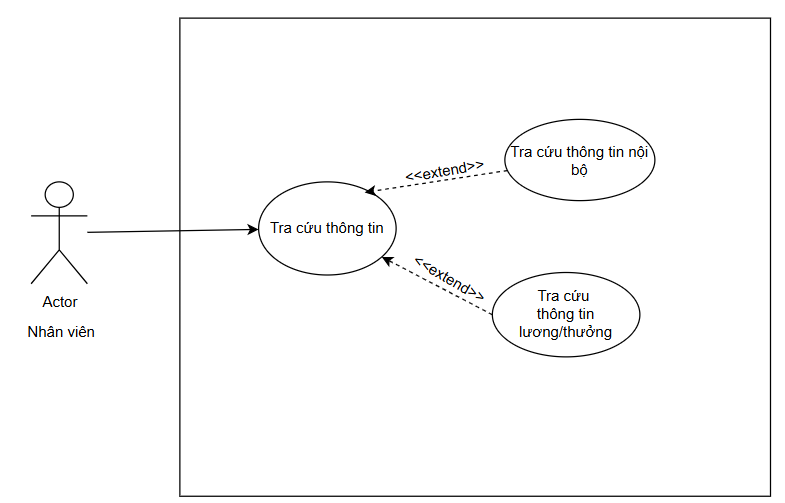 Tra cứu thông tin nội
bộ
<<extend>>
Tra cứu thông tin
<<extend>>
Tra cứu
thông tin
lương/thưởng
Actor
Nhân viên